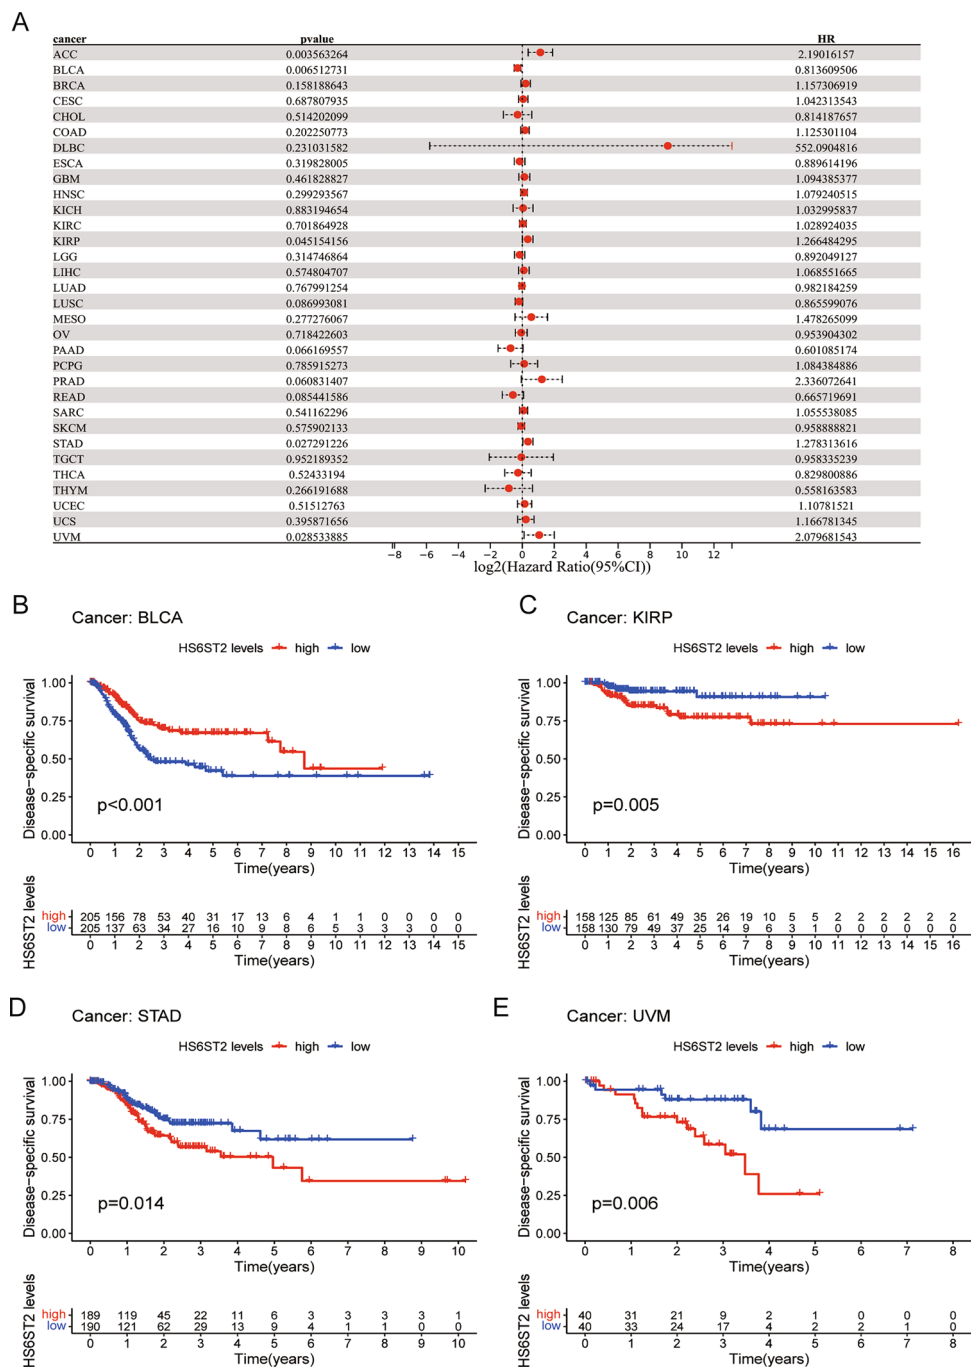 A
cancer pvalue HR
ACC 0.003563264 2.19016157
BLCA 0.006512731 0.813609506
BRCA 0.158188643 1.157306919
CESC 0.687807935 1.042313543
CHOL 0.514202099 0.814187657
COAD 0.202250773 1.125301104
DLBC 0.231031582 552.0904816
ESCA 0.319828005 0.889614196
GBM 0.461828827 1.094385377
HNSC 0.299293567 1.079240515
KICH 0.883194654 1.032995837
KIRC 0.701864928 1.028924035
KIRP 0.045154156 1.266484295
LGG 0.314746864 0.892049127
LIHC 0.574804707 1.068551665
LUAD 0.767991254 0.982184259
LUSC 0.086993081 0.865599076
MESO 0.277276067 1.478265099
OV 0.718422603 0.953904302
PAAD 0.066169557 0.601085174
PCPG 0.785915273 1.084384886
PRAD 0.060831407 2.336072641
READ 0.085441586 0.665719691
SARC 0.541162296 1.055538085
SKCM 0.575902133 0.958888821
STAD 0.027291226 1.278313616
TGCT 0.952189352 0.958335239
THCA 0.52433194 0.829800886
THYM 0.266191688 0.558163583
UCEC 0.51512763 1.10781521
UCS 0.395871656 1.166781345
UVM 0.028533885 2.079681543
−8 −6 −4 −2 0 2 4 6 8 10 12
log2(Hazard Ratio(95%CI))
B
Cancer: BLCA
HS6ST2 levels high low
Disease−specific survival
1.00
0.75
0.50
0.25
0.00
p<0.001
0 1 2 3 4 5 6 7 8 9 10 11 12 13 14 15
Time(years)
HS6ST2 levels
high 205 156 78 53 40 31 17 13 6 4 1 1 0 0 0 0
low 205 137 63 34 27 16 10 9 8 6 5 3 3 3 0 0
0 1 2 3 4 5 6 7 8 9 10 11 12 13 14 15
Time(years)
C
Cancer: KIRP
HS6ST2 levels high low
Disease−specific survival
1.00
0.75
0.50
0.25
0.00
p=0.005
0 1 2 3 4 5 6 7 8 9 10 11 12 13 14 15 16
Time(years)
HS6ST2 levels
high 158 125 85 61 49 35 26 19 10 5 5 2 2 2 2 2 2
low 158 130 79 49 37 25 14 9 6 3 1 0 0 0 0 0 0
0 1 2 3 4 5 6 7 8 9 10 11 12 13 14 15 16
Time(years)
D
Cancer: STAD
HS6ST2 levels high low
Disease−specific survival
1.00
0.75
0.50
0.25
0.00
p=0.014
0 1 2 3 4 5 6 7 8 9 10
Time(years)
HS6ST2 levels
high 189 119 45 22 11 6 3 3 3 3 1
low 190 121 62 29 13 9 4 1 1 0 0
0 1 2 3 4 5 6 7 8 9 10
Time(years)
E
Cancer: UVM
HS6ST2 levels high low
Disease−specific survival
1.00
0.75
0.50
0.25
0.00
p=0.006
0 1 2 3 4 5 6 7 8
Time(years)
HS6ST2 levels
high 40 31 21 9 2 1 0 0 0
low 40 33 24 17 4 2 2 1 0
0 1 2 3 4 5 6 7 8
Time(years)